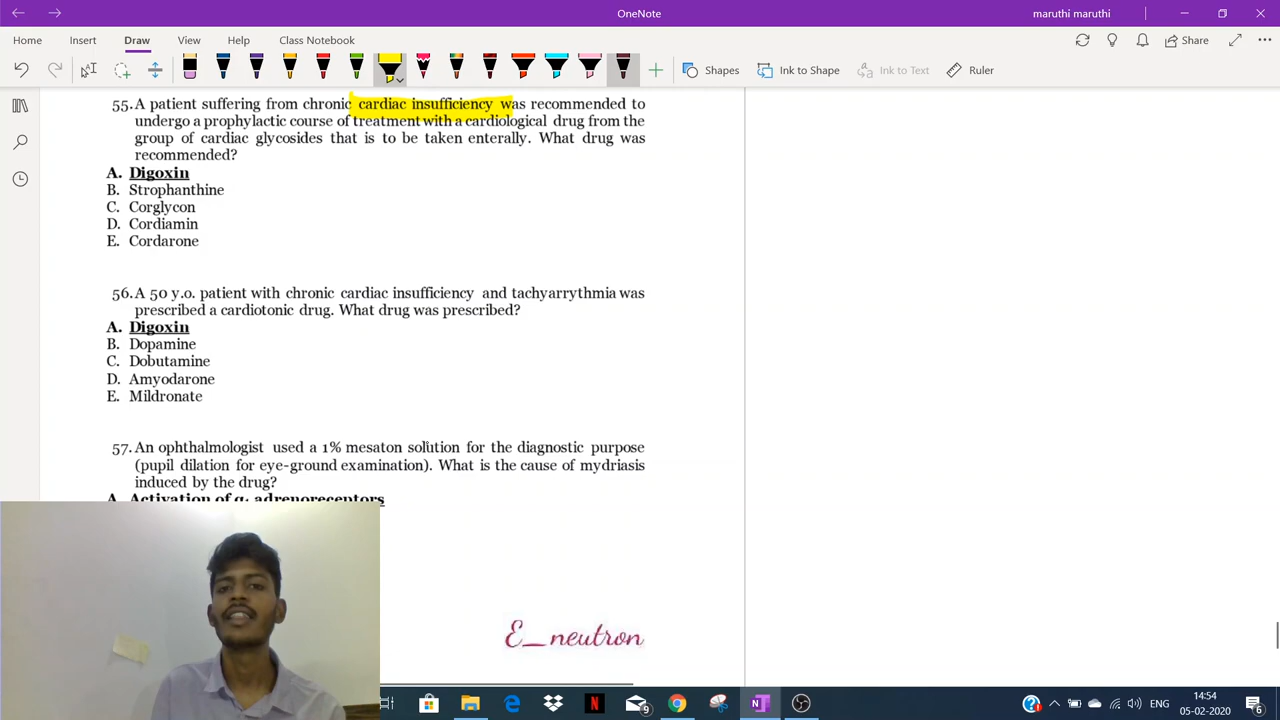 OneNote
maruthi maruthi
Home Insert Draw View Help Class Notebook
Share
Shapes Ink to Shape Ink to Text Ruler
55. A patient suffering from chronic cardiac insufficiency was recommended to
undergo a prophylactic course of treatment with a cardiological drug from the
group of cardiac glycosides that is to be taken enterally. What drug was
recommended?
A. Digoxin
B. Strophanthine
C. Corglycon
D. Cordiamin
E. Cordarone
56. A 50 y.o. patient with chronic cardiac insufficiency and tachyarrythmia was
prescribed a cardiotonic drug. What drug was prescribed?
A. Digoxin
B. Dopamine
C. Dobutamine
D. Amyodarone
E. Mildronate
57. An ophthalmologist used a 1% mesaton solution for the diagnostic purpose
(pupil dilation for eye-ground examination). What is the cause of mydriasis
induced by the drug?
A. Activation of α₁ adrenoreceptors
E_neutron
ENG
14:54
05-02-2020
9
6